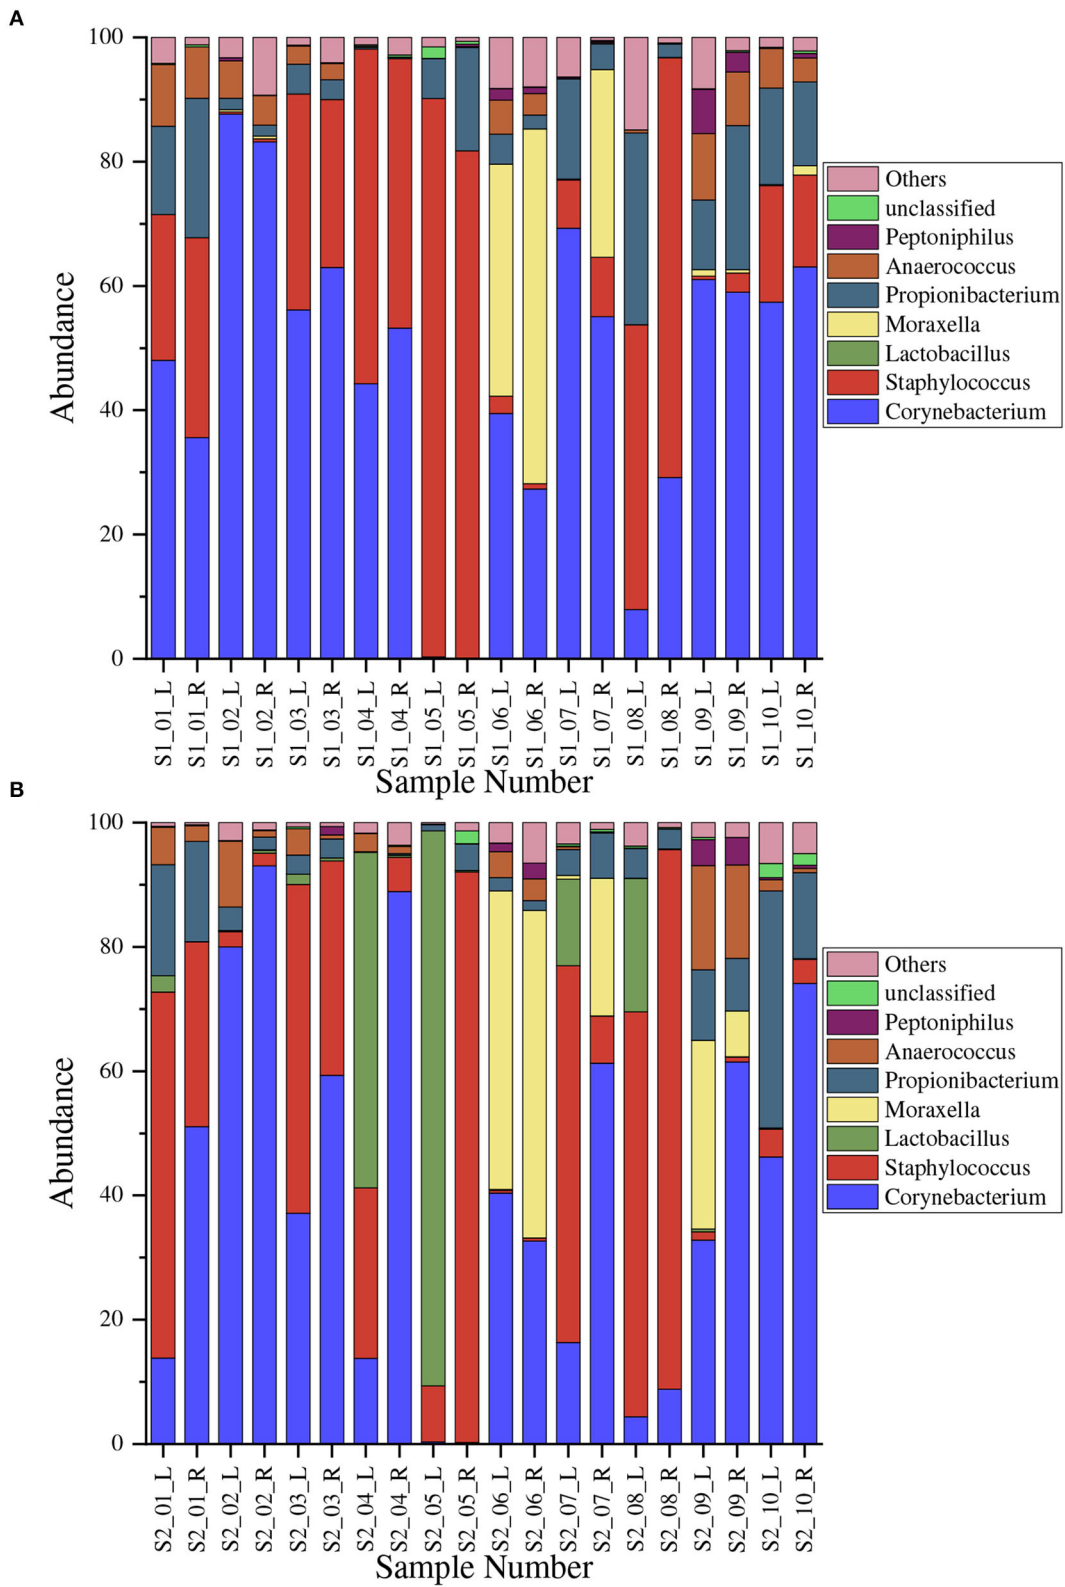 A
100
80
60
40
20
0
Abundance
Others
unclassified
Peptoniphilus
Anaerococcus
Propionibacterium
Moraxella
Lactobacillus
Staphylococcus
Corynebacterium
S1_01_L
S1_01_R
S1_02_L
S1_02_R
S1_03_L
S1_03_R
S1_04_L
S1_04_R
S1_05_L
S1_05_R
S1_06_L
S1_06_R
S1_07_L
S1_07_R
S1_08_L
S1_08_R
S1_09_L
S1_09_R
S1_10_L
S1_10_R
Sample Number
B
100
80
60
40
20
0
Abundance
Others
unclassified
Peptoniphilus
Anaerococcus
Propionibacterium
Moraxella
Lactobacillus
Staphylococcus
Corynebacterium
S2_01_L
S2_01_R
S2_02_L
S2_02_R
S2_03_L
S2_03_R
S2_04_L
S2_04_R
S2_05_L
S2_05_R
S2_06_L
S2_06_R
S2_07_L
S2_07_R
S2_08_L
S2_08_R
S2_09_L
S2_09_R
S2_10_L
S2_10_R
Sample Number